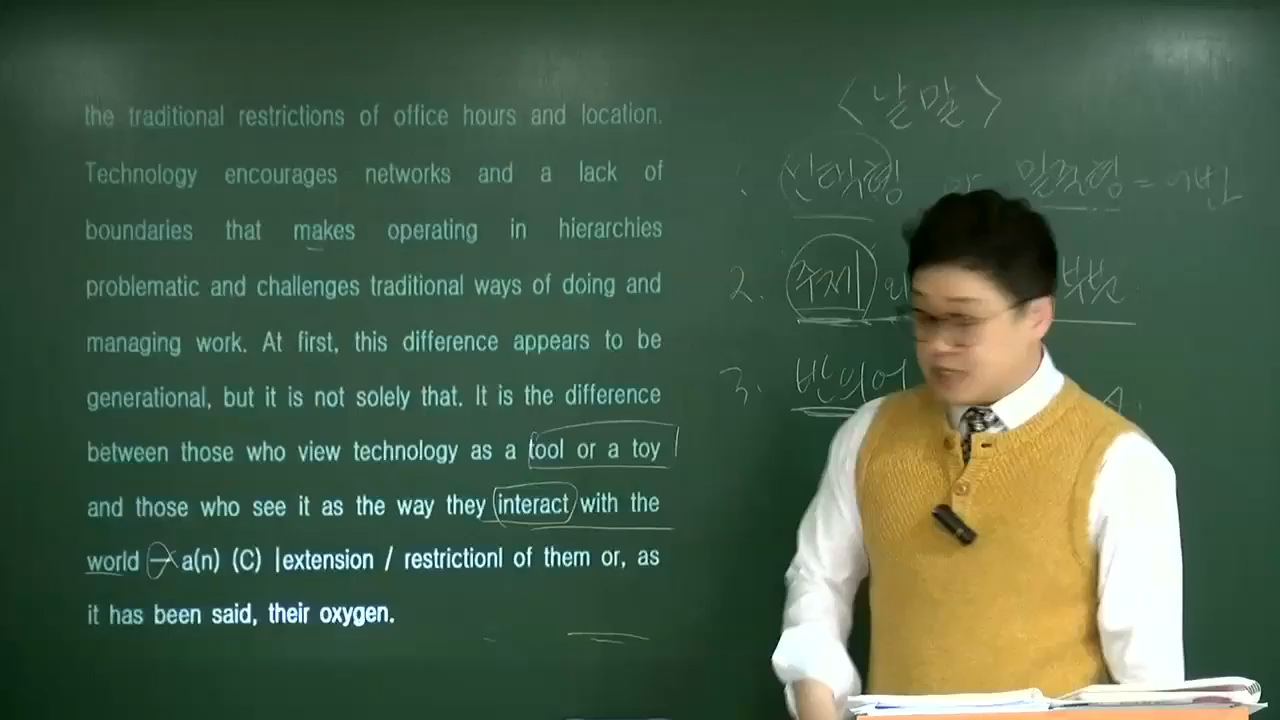 the traditional restrictions of office hours and location.
Technology encourages networks and a lack of
boundaries that makes operating in hierarchies
problematic and challenges traditional ways of doing and
managing work. At first, this difference appears to be
generational, but it is not solely that. It is the difference
between those who view technology as a tool or a toy
and those who see it as the way they interact with the
world — a(n) (C) |extension / restriction| of them or, as
it has been said, their oxygen.
<낱말>
1.
2. 주제
3. 반의어